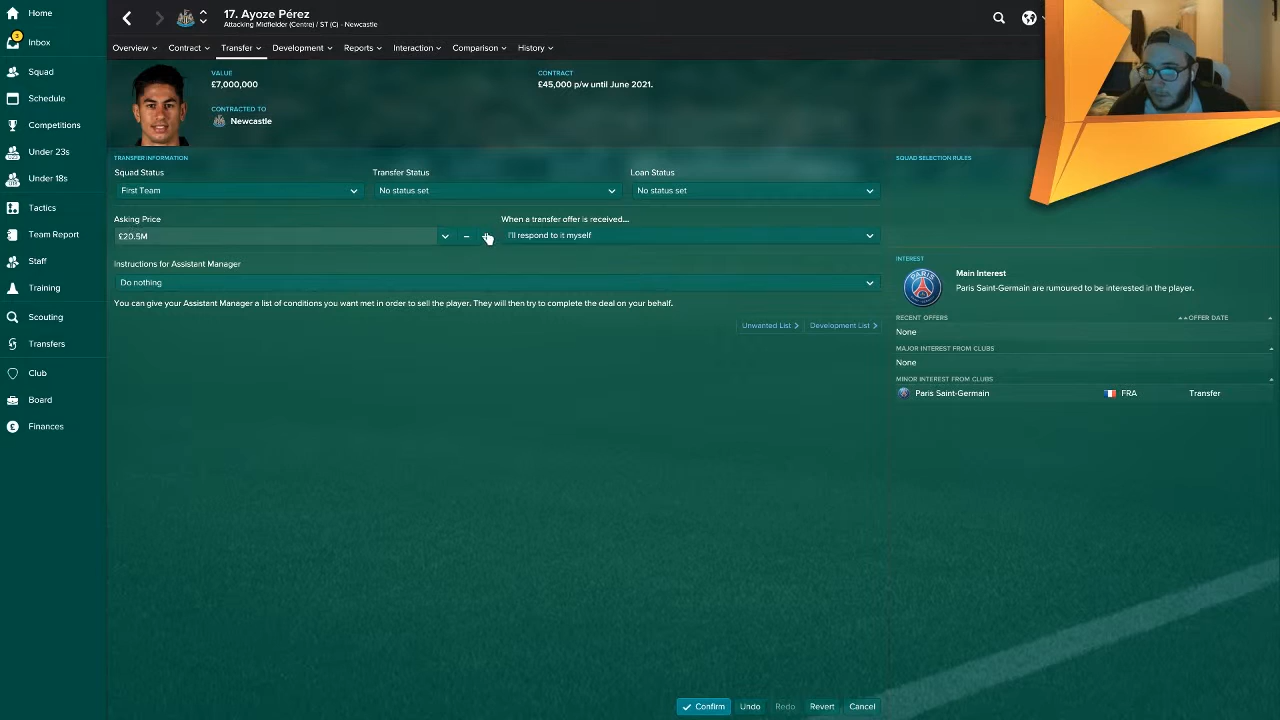 Home
3
Inbox
Squad
Schedule
Competitions
Under 23s
Under 18s
Tactics
Team Report
Staff
Training
Scouting
Transfers
Club
Board
Finances
17. Ayoze Pérez
Attacking Midfielder (Centre) / ST (C) - Newcastle
Overview Contract Transfer Development Reports Interaction Comparison History
VALUE
£7,000,000
CONTRACTED TO
Newcastle
CONTRACT
£45,000 p/w until June 2021.
TRANSFER INFORMATION
Squad Status Transfer Status Loan Status
First Team No status set No status set
Asking Price When a transfer offer is received...
£20.5M I'll respond to it myself
Instructions for Assistant Manager
Do nothing
You can give your Assistant Manager a list of conditions you want met in order to sell the player. They will then try to complete the deal on your behalf.
Unwanted List Development List
SQUAD SELECTION RULES
INTEREST
Main Interest
Paris Saint-Germain are rumoured to be interested in the player.
RECENT OFFERS OFFER DATE
None
MAJOR INTEREST FROM CLUBS
None
MINOR INTEREST FROM CLUBS
Paris Saint-Germain FRA Transfer
Confirm Undo Redo Revert Cancel